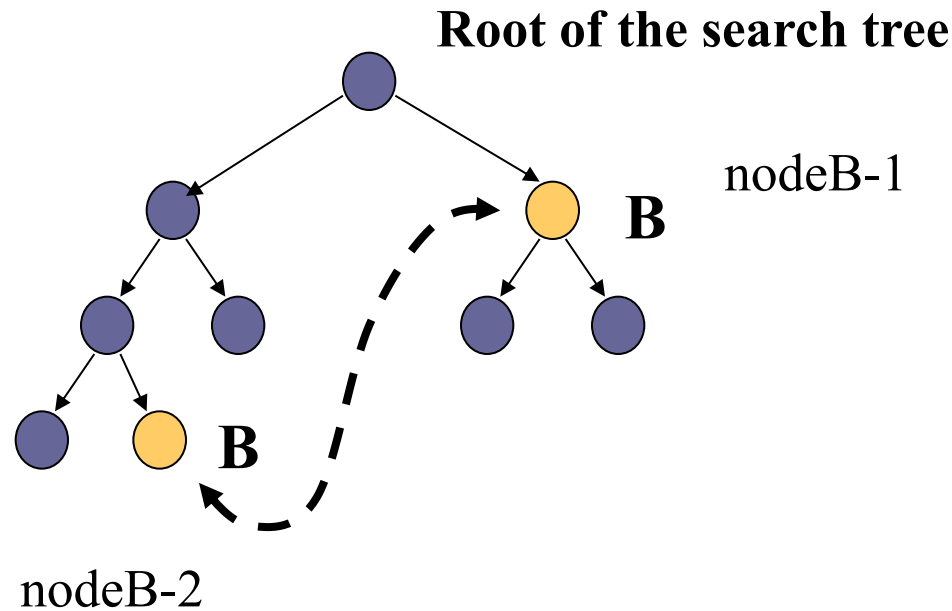 Root of the search tree
nodeB-1
B
B
nodeB-2